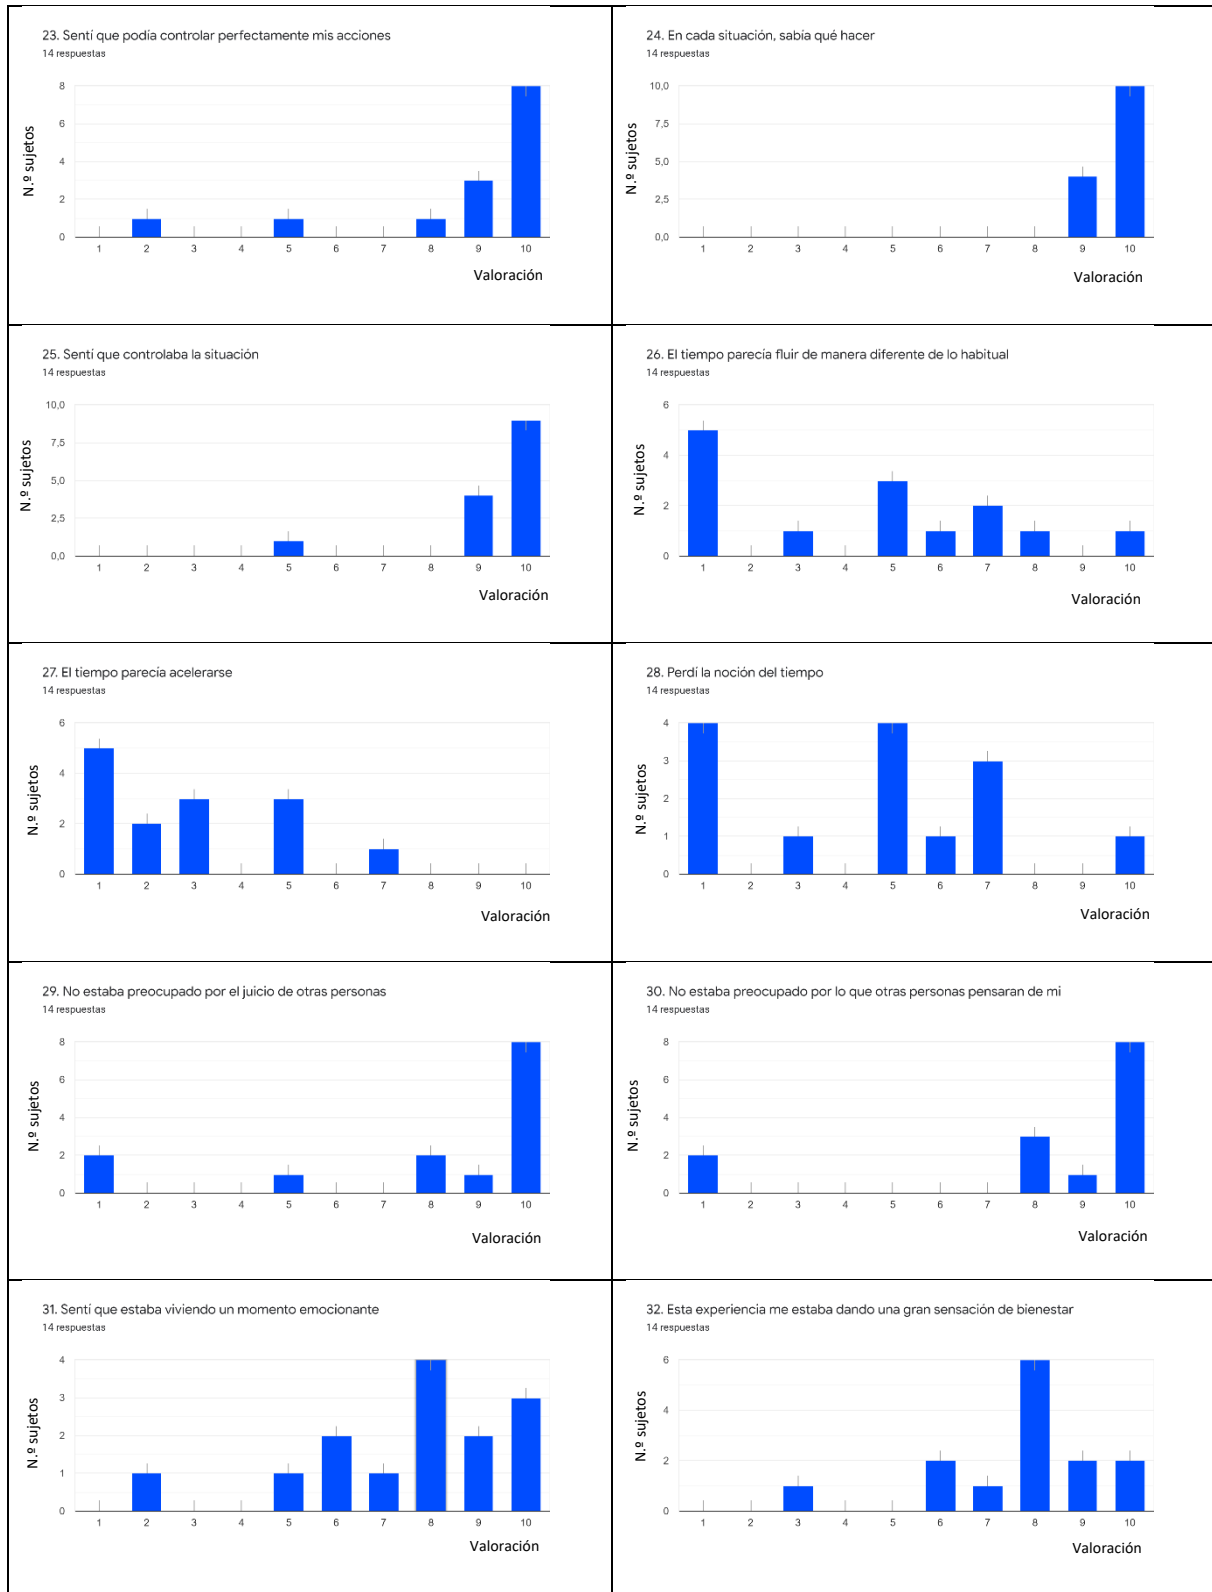 23. Sentí que podía controlar perfectamente mis acciones
14 respuestas
N.º sujetos
8
6
4
2
0
1 2 3 4 5 6 7 8 9 10
Valoración
24. En cada situación, sabía qué hacer
14 respuestas
N.º sujetos
10,0
7,5
5,0
2,5
0,0
1 2 3 4 5 6 7 8 9 10
Valoración
25. Sentí que controlaba la situación
14 respuestas
N.º sujetos
10,0
7,5
5,0
2,5
0,0
1 2 3 4 5 6 7 8 9 10
Valoración
26. El tiempo parecía fluir de manera diferente de lo habitual
14 respuestas
N.º sujetos
6
4
2
0
1 2 3 4 5 6 7 8 9 10
Valoración
27. El tiempo parecía acelerarse
14 respuestas
N.º sujetos
6
4
2
0
1 2 3 4 5 6 7 8 9 10
Valoración
28. Perdí la noción del tiempo
14 respuestas
N.º sujetos
4
3
2
1
0
1 2 3 4 5 6 7 8 9 10
Valoración
29. No estaba preocupado por el juicio de otras personas
14 respuestas
N.º sujetos
8
6
4
2
0
1 2 3 4 5 6 7 8 9 10
Valoración
30. No estaba preocupado por lo que otras personas pensaran de mi
14 respuestas
N.º sujetos
8
6
4
2
0
1 2 3 4 5 6 7 8 9 10
Valoración
31. Sentí que estaba viviendo un momento emocionante
14 respuestas
N.º sujetos
4
3
2
1
0
1 2 3 4 5 6 7 8 9 10
Valoración
32. Esta experiencia me estaba dando una gran sensación de bienestar
14 respuestas
N.º sujetos
6
4
2
0
1 2 3 4 5 6 7 8 9 10
Valoración